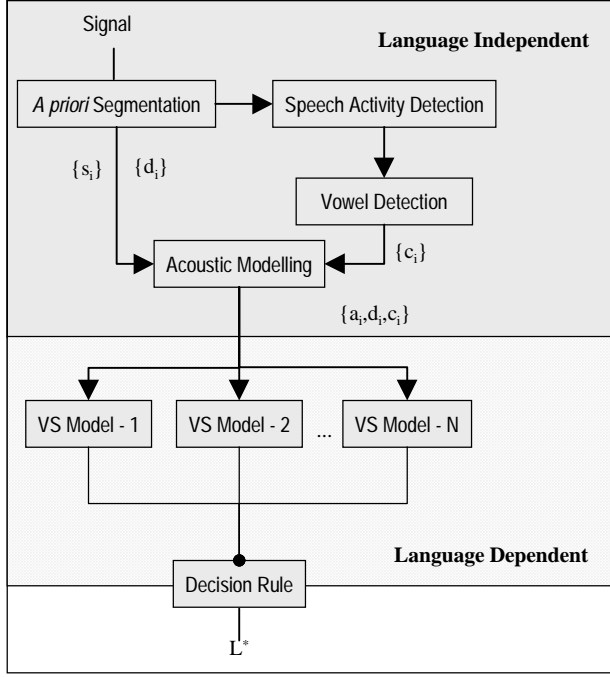 Signal
Language Independent
A priori Segmentation
Speech Activity Detection
{s_i}
{d_i}
Vowel Detection
{c_i}
Acoustic Modelling
{a_i,d_i,c_i}
VS Model - 1
VS Model - 2
...
VS Model - N
Language Dependent
Decision Rule
L*